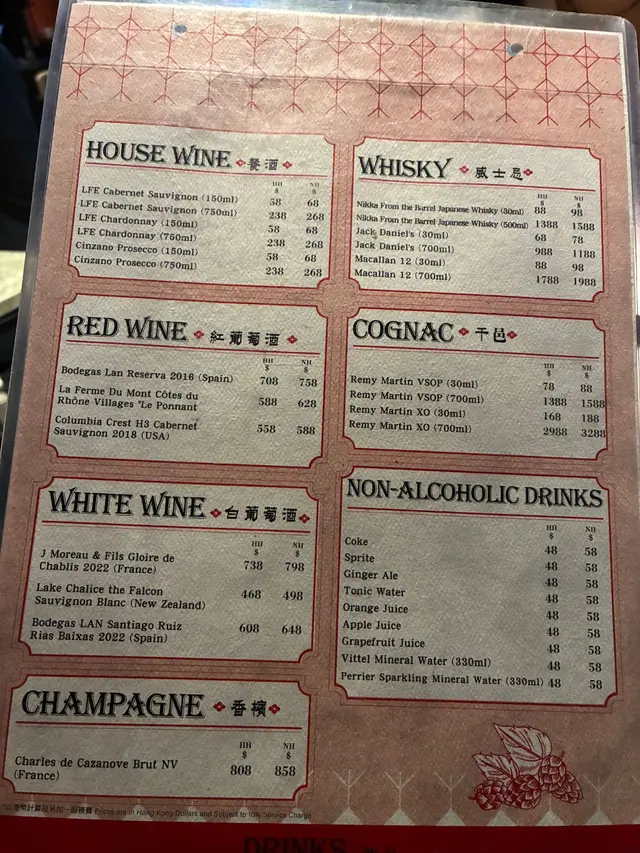 HOUSE WINE 餐酒
HH NH
$ $
LFE Cabernet Sauvignon (150ml) 58 68
LFE Cabernet Sauvignon (750ml) 238 268
LFE Chardonnay (150ml) 58 68
LFE Chardonnay (750ml) 238 268
Cinzano Prosecco (150ml) 58 68
Cinzano Prosecco (750ml) 238 268
RED WINE 紅葡萄酒
HH NH
$ $
Bodegas Lan Reserva 2016 (Spain) 708 758
La Ferme Du Mont Côtes du
Rhône Villages "Le Ponnant 588 628
Columbia Crest H3 Cabernet
Sauvignon 2018 (USA) 558 588
WHITE WINE 白葡萄酒
HH NH
$ $
J Moreau & Fils Gloire de
Chablis 2022 (France) 738 798
Lake Chalice the Falcon
Sauvignon Blanc (New Zealand) 468 498
Bodegas LAN Santiago Ruiz
Rias Baixas 2022 (Spain) 608 648
CHAMPAGNE 香檳
HH NH
$ $
Charles de Cazanove Brut NV
(France) 808 858
WHISKY 威士忌
HH NH
$ $
Nikka From the Barrel Japanese Whisky (30ml) 88 98
Nikka From the Barrel Japanese Whisky (500ml) 1388 1588
Jack Daniel's (30ml) 68 78
Jack Daniel's (700ml) 988 1188
Macallan 12 (30ml) 88 98
Macallan 12 (700ml) 1788 1988
COGNAC 干邑
HH NH
$ $
Remy Martin VSOP (30ml) 78 88
Remy Martin VSOP (700ml) 1388 1588
Remy Martin XO (30ml) 168 188
Remy Martin XO (700ml) 2988 3288
NON-ALCOHOLIC DRINKS
HH NH
$ $
Coke 48 58
Sprite 48 58
Ginger Ale 48 58
Tonic Water 48 58
Orange Juice 48 58
Apple Juice 48 58
Grapefruit Juice 48 58
Vittel Mineral Water (330ml) 48 58
Perrier Sparkling Mineral Water (330ml) 48 58
以港幣計算及另加一服務費 Prices are in Hong Kong Dollars and Subject to 10% Service Charge
DRINKS